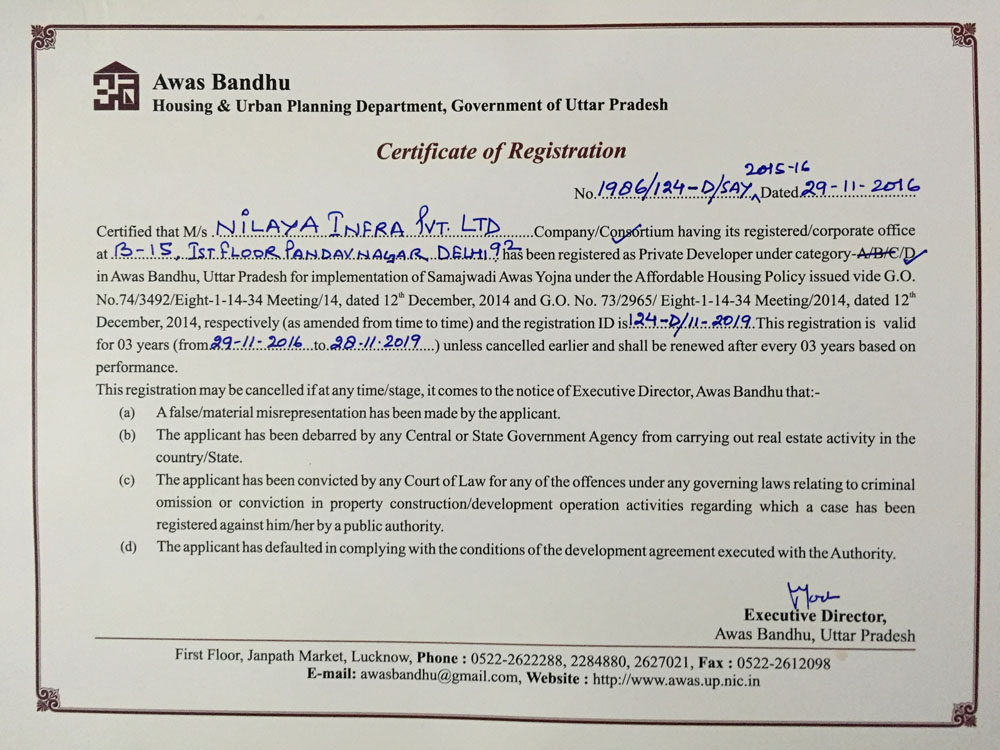 Awas Bandhu
Housing & Urban Planning Department, Government of Uttar Pradesh
Certificate of Registration
2015-16
No. 1986/124-D/SAY Dated 29-11-2016
Certified that M/s NILAYA INFRA PVT. LTD Company/Consortium having its registered/corporate office
at B-15, IST FLOOR PANDAV NAGAR DELHI 92 has been registered as Private Developer under category-A/B/C/D
in Awas Bandhu, Uttar Pradesh for implementation of Samajwadi Awas Yojna under the Affordable Housing Policy issued vide G.O.
No.74/3492/Eight-1-14-34 Meeting/14, dated 12th December, 2014 and G.O. No. 73/2965/ Eight-1-14-34 Meeting/2014, dated 12th
December, 2014, respectively (as amended from time to time) and the registration ID is 124-D/11-2019. This registration is valid
for 03 years (from 29-11-2016 to 28-11-2019) unless cancelled earlier and shall be renewed after every 03 years based on
performance.
This registration may be cancelled if at any time/stage, it comes to the notice of Executive Director, Awas Bandhu that:-
(a) A false/material misrepresentation has been made by the applicant.
(b) The applicant has been debarred by any Central or State Government Agency from carrying out real estate activity in the
country/State.
(c) The applicant has been convicted by any Court of Law for any of the offences under any governing laws relating to criminal
omission or conviction in property construction/development operation activities regarding which a case has been
registered against him/her by a public authority.
(d) The applicant has defaulted in complying with the conditions of the development agreement executed with the Authority.
Executive Director,
Awas Bandhu, Uttar Pradesh
First Floor, Janpath Market, Lucknow, Phone : 0522-2622288, 2284880, 2627021, Fax : 0522-2612098
E-mail: awasbandhu@gmail.com, Website : http://www.awas.up.nic.in